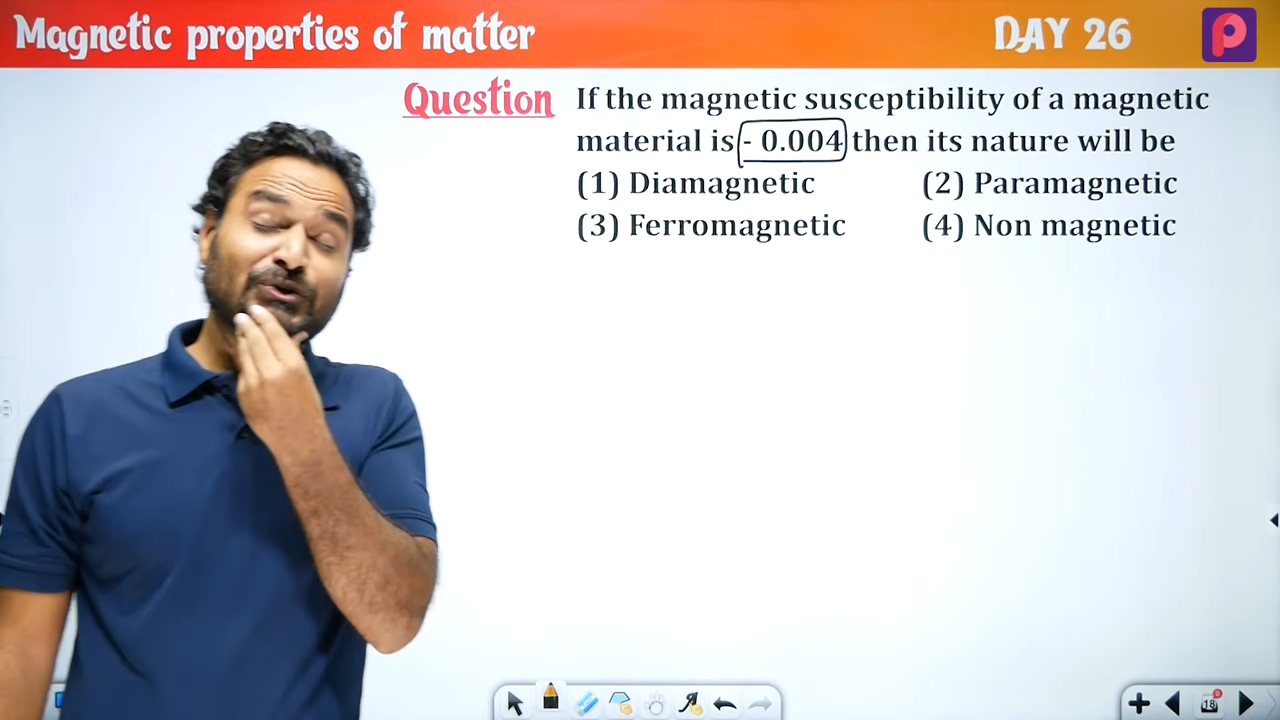 Magnetic properties of matter
DAY 26
Question
If the magnetic susceptibility of a magnetic
material is - 0.004 then its nature will be
(1) Diamagnetic
(2) Paramagnetic
(3) Ferromagnetic
(4) Non magnetic
18